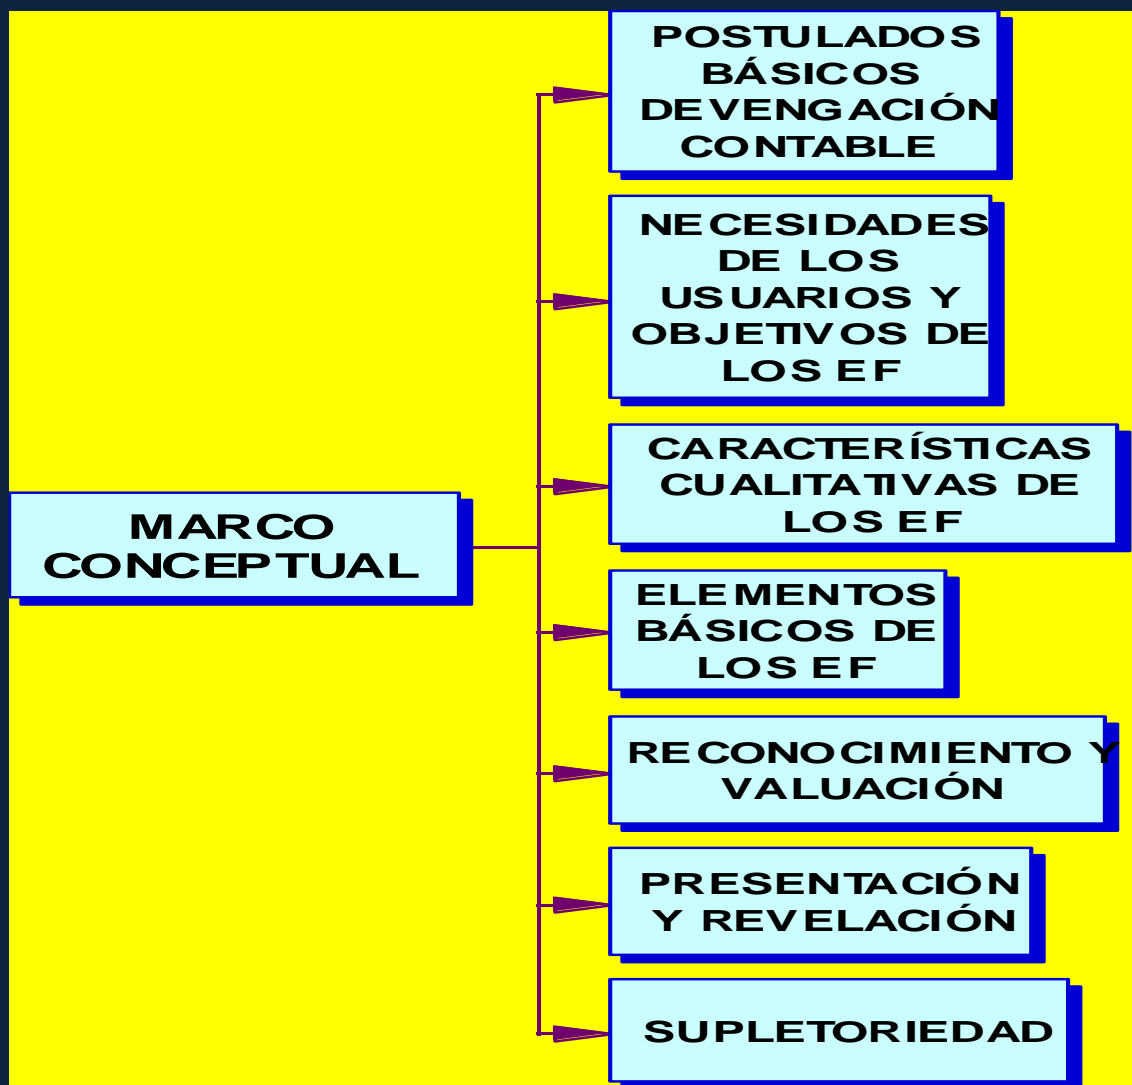 POSTULADOS
BÁSICOS
DEVENGACIÓN
CONTABLE
NECESIDADES
DE LOS
USUARIOS Y
OBJETIVOS DE
LOS EF
CARACTERÍSTICAS
CUALITATIVAS DE
LOS EF
MARCO
CONCEPTUAL
ELEMENTOS
BÁSICOS DE
LOS EF
RECONOCIMIENTO Y
VALUACIÓN
PRESENTACIÓN
Y REVELACIÓN
SUPLETORIEDAD